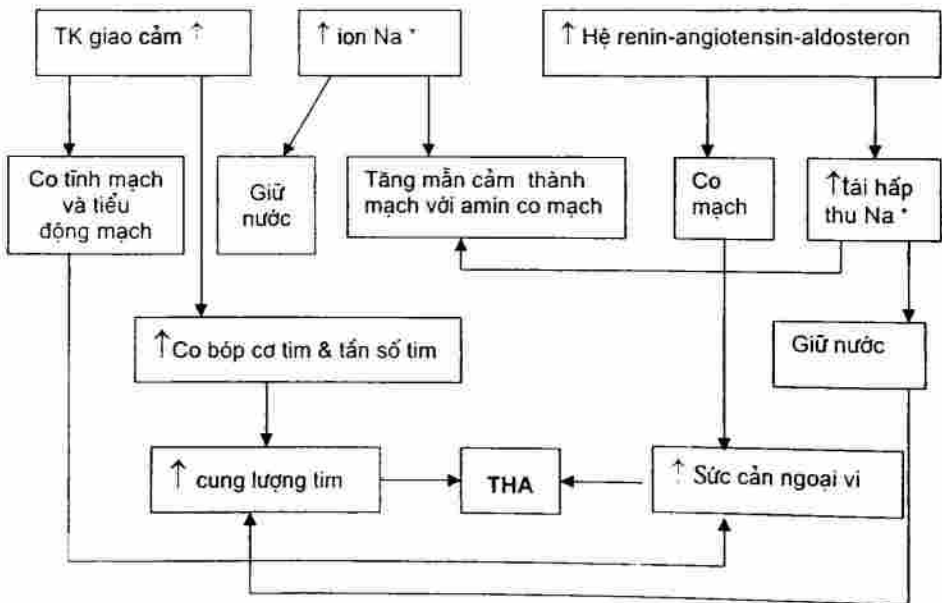 TK giao cảm ↑
↑ ion Na⁺
↑ Hệ renin-angiotensin-aldosteron
Co tĩnh mạch
và tiểu
động mạch
Giữ
nước
Tăng mẫn cảm thành
mạch với amin co mạch
Co
mạch
↑tái hấp
thu Na⁺
↑Co bóp cơ tim & tần số tim
Giữ nước
↑ cung lượng tim
THA
↑ Sức cản ngoại vi